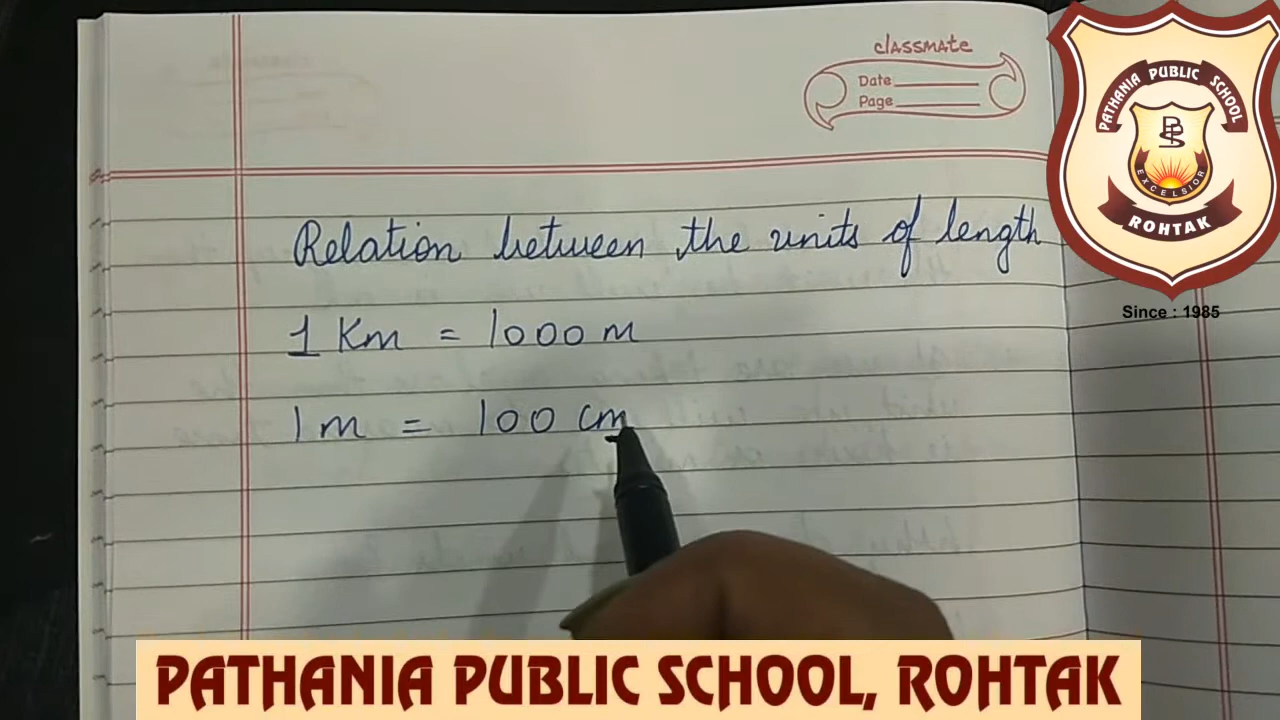 classmate
Date
Page
PATHANIA PUBLIC SCHOOL
PPS
EXCELSIOR
ROHTAK
Since : 1985
Relation between the units of length
1 Km = 1000 m
1 m = 100 cm
PATHANIA PUBLIC SCHOOL, ROHTAK